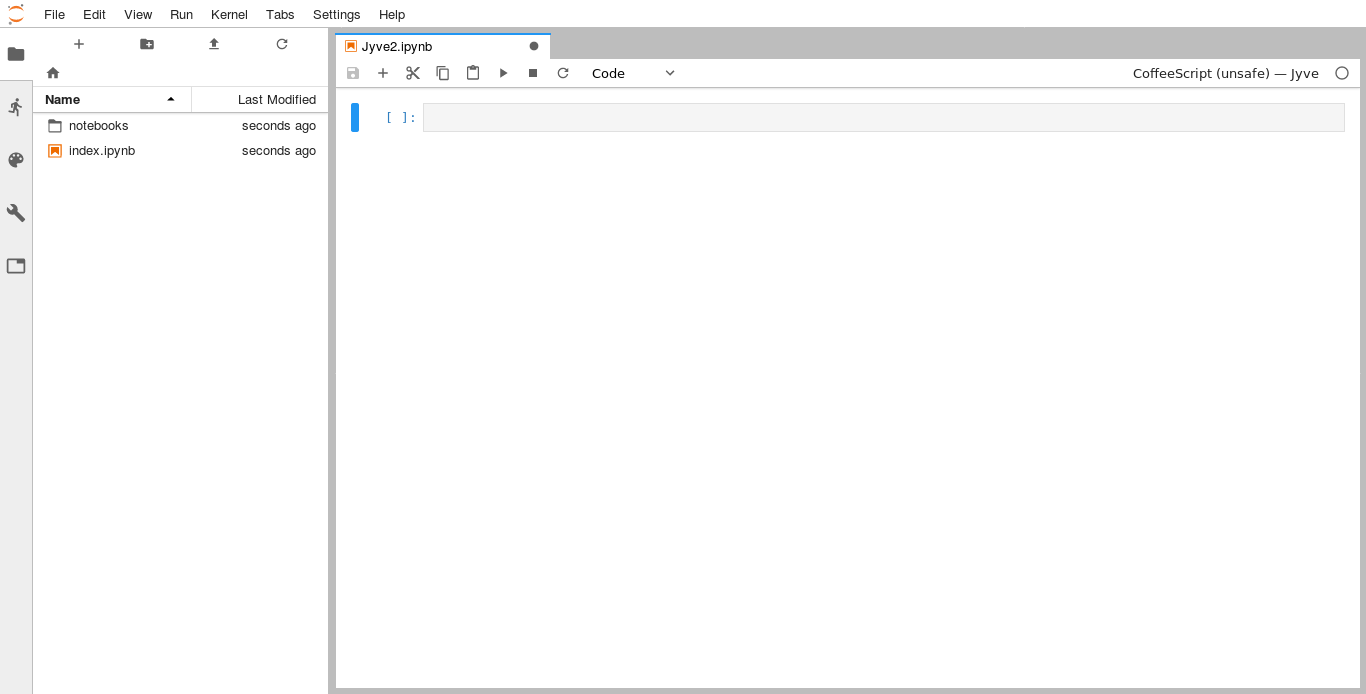 File Edit View Run Kernel Tabs Settings Help
Jyve2.ipynb
Code
CoffeeScript (unsafe) — Jyve
Name Last Modified
notebooks seconds ago
index.ipynb seconds ago
[ ]: